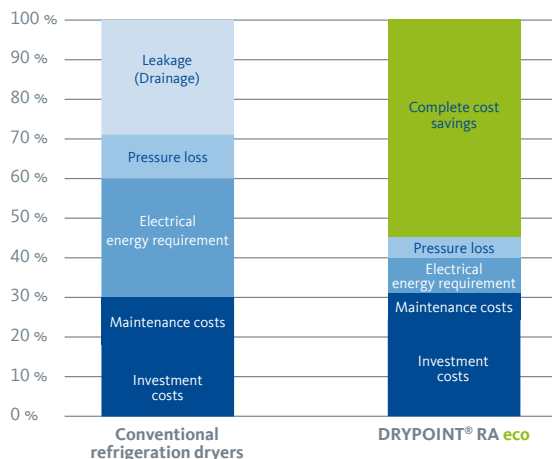 100 %
90 %
80 %
70 %
60 %
50 %
40 %
30 %
20 %
10 %
0 %
Leakage
(Drainage)
Pressure loss
Electrical
energy requirement
Maintenance costs
Investment
costs
Conventional
refrigeration dryers
Complete cost
savings
Pressure loss
Electrical
energy requirement
Maintenance costs
Investment
costs
DRYPOINT® RA eco